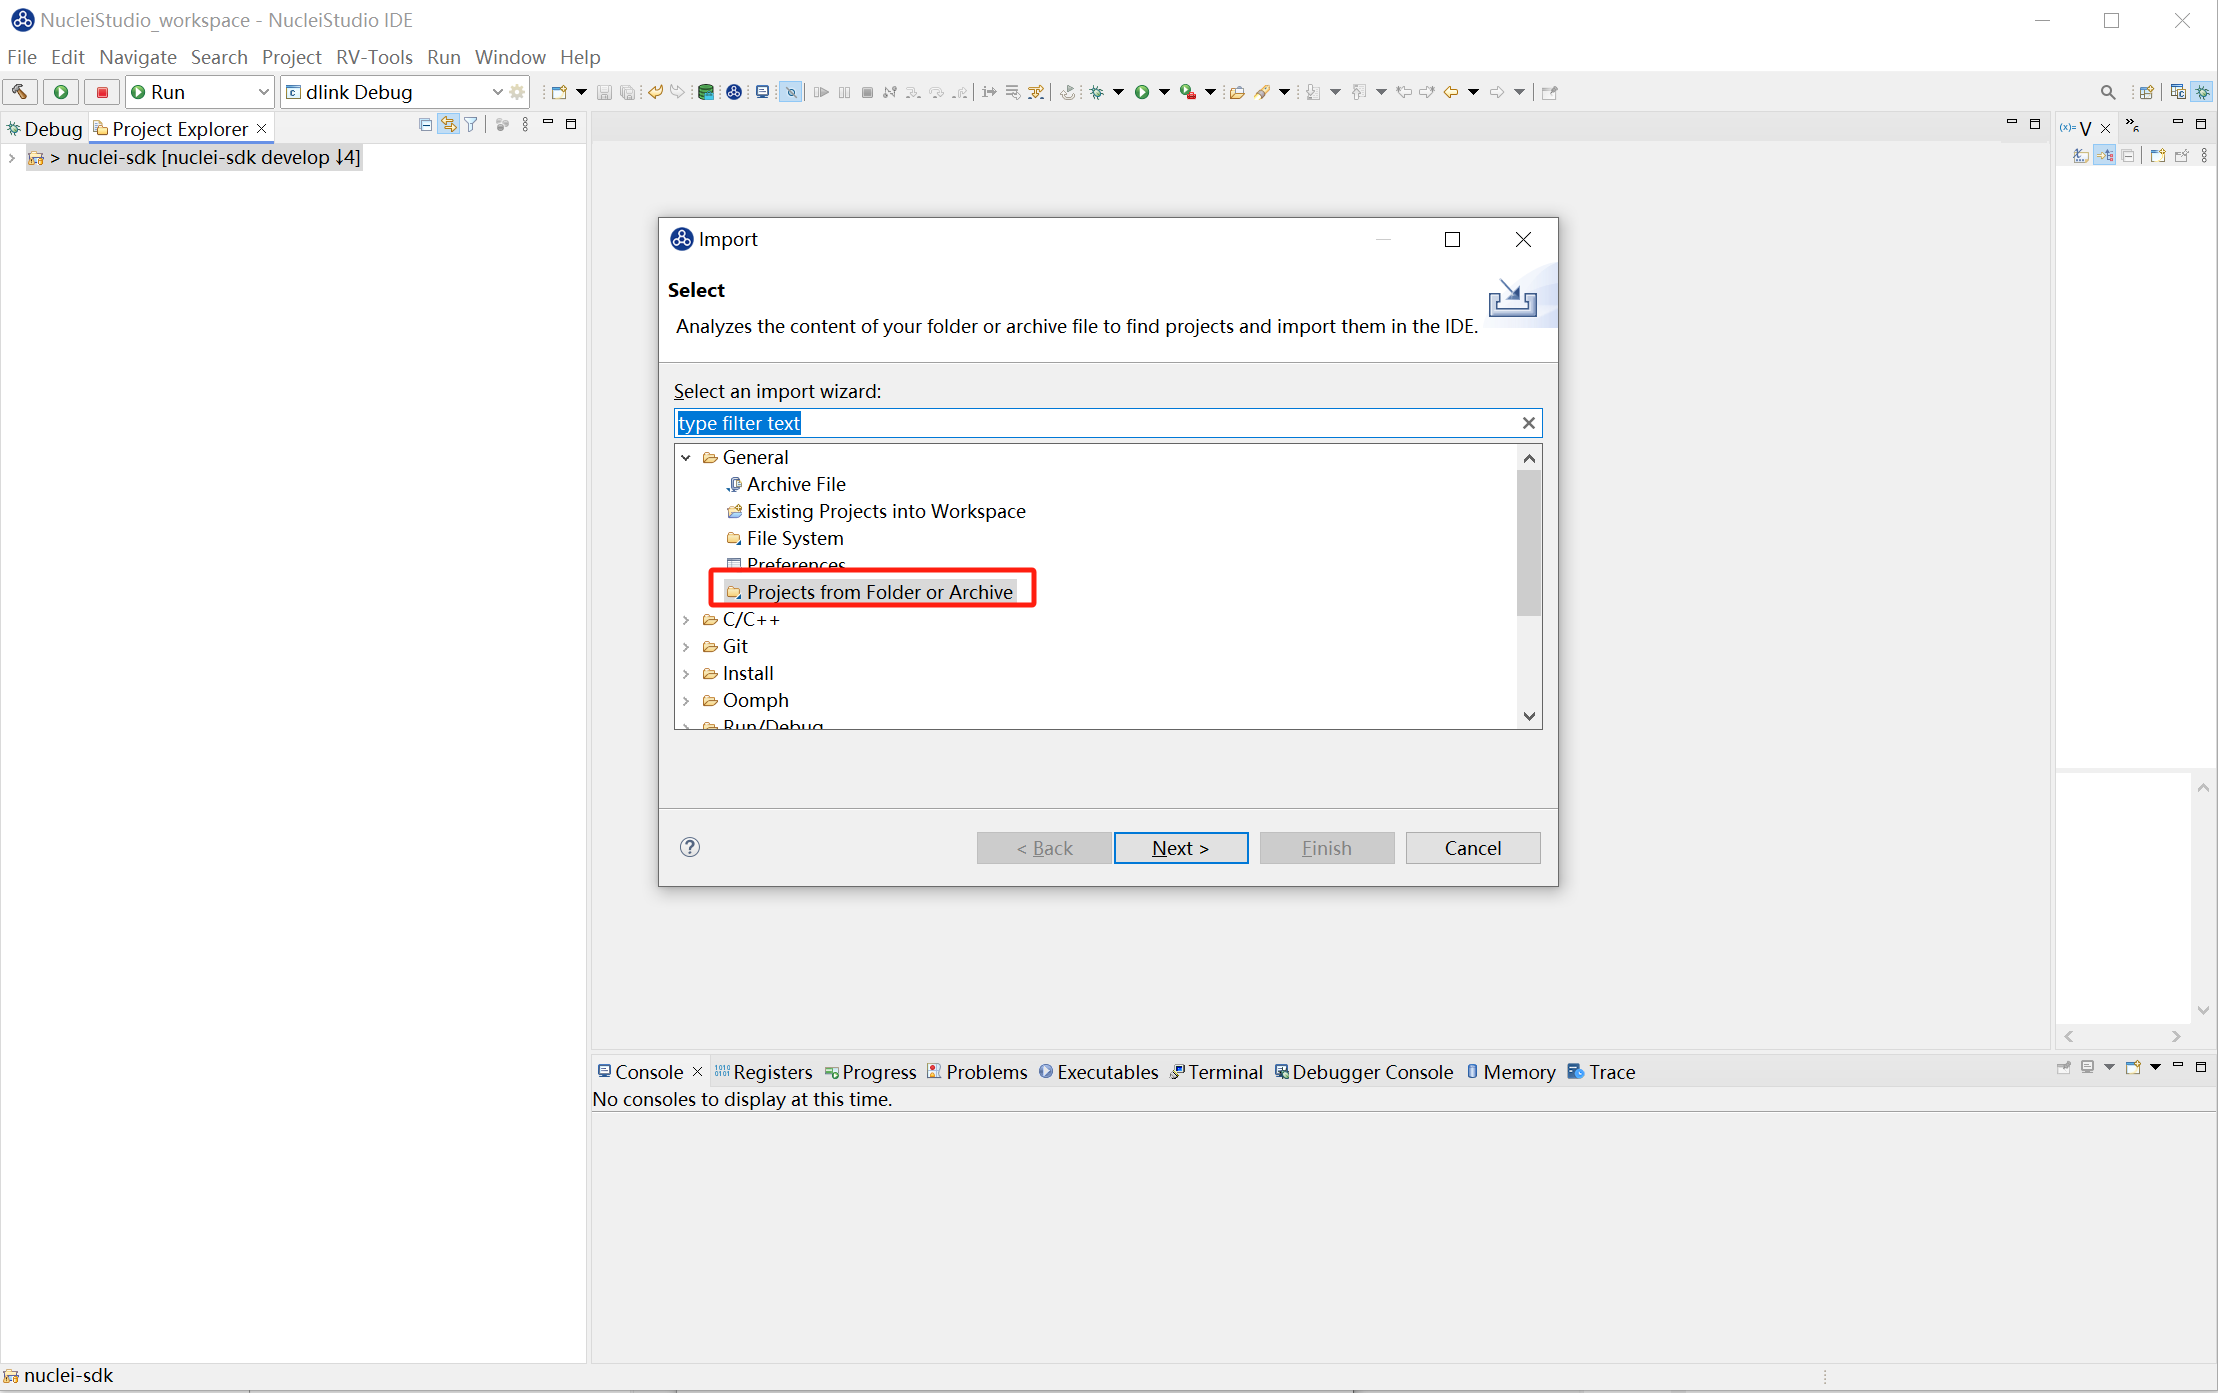 NucleiStudio_workspace - NucleiStudio IDE
File Edit Navigate Search Project RV-Tools Run Window Help
Run dlink Debug
Debug Project Explorer
> nuclei-sdk [nuclei-sdk develop ↓4]
(x)= V
»6
Import
Select
Analyzes the content of your folder or archive file to find projects and import them in the IDE.
Select an import wizard:
type filter text
General
Archive File
Existing Projects into Workspace
File System
Preferences
Projects from Folder or Archive
C/C++
Git
Install
Oomph
Run/Debug
< Back Next > Finish Cancel
Console Registers Progress Problems Executables Terminal Debugger Console Memory Trace
No consoles to display at this time.
nuclei-sdk